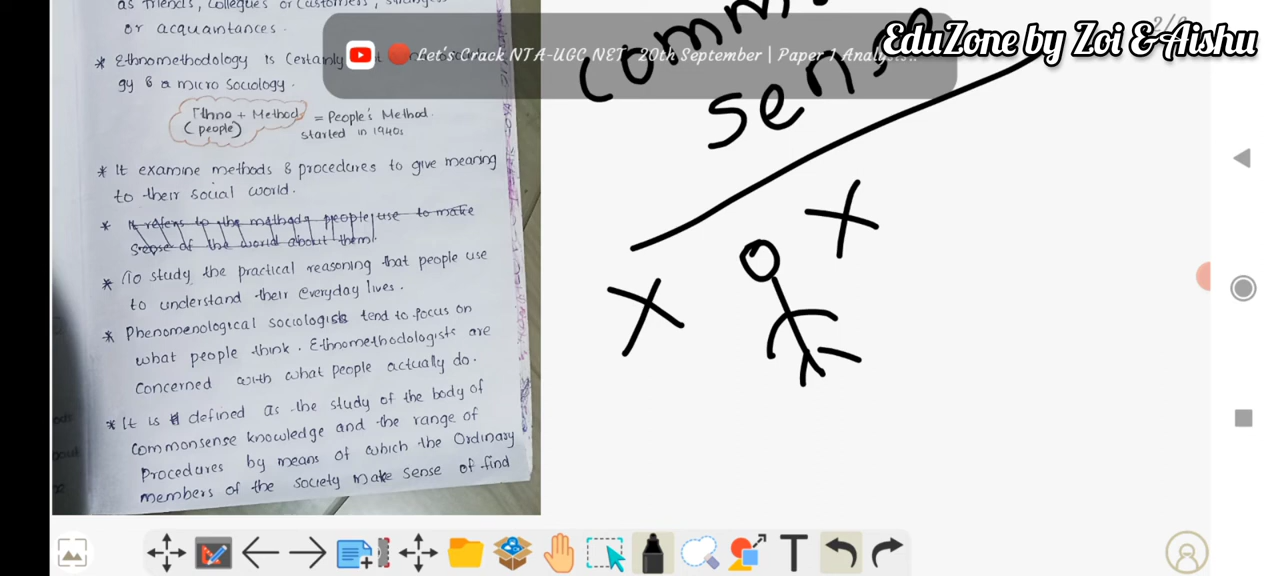 as friends, collegues or customers,
or acquaintances.
* Ethnomethodology is Certainly
gy & a micro Sociology.
Ethno + Method = People's Method.
(people) started in 1940s
* It examine methods & procedures to give meaning
to their social world.
* It refers to the methods people use to make
sense of the world about them.
* To study the practical reasoning that people use
to understand their everyday lives.
* Phenomenological sociologists tend to focus on
what people think. Ethnomethodologists are
Concerned with what people actually do.
* It is defined as the study of the body of
Commonsense knowledge and the range of
Procedures by means of which the Ordinary
members of the society make sense of find
Comm
sens
Let's Crack NTA-UGC NET - 20th September | Paper 1 Analysis..
EduZone by Zoi &Aishu
T